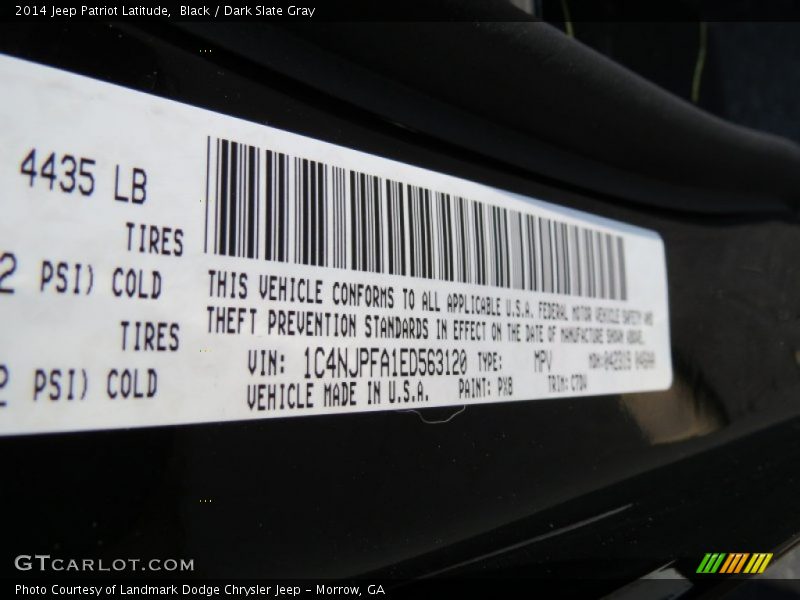 2014 Jeep Patriot Latitude,  Black / Dark Slate Gray
4435 LB
TIRES
2 PSI) COLD
TIRES
2 PSI) COLD
THIS VEHICLE CONFORMS TO ALL APPLICABLE U.S.A. FEDERAL MOTOR VEHICLE SAFETY AND
THEFT PREVENTION STANDARDS IN EFFECT ON THE DATE OF MANUFACTURE SHOWN ABOVE.
VIN: 1C4NJPFA1ED563120 TYPE: MPV MDH:
VEHICLE MADE IN U.S.A. PAINT: PX8 TRIM: C7DV
GTCARLOT.COM
Photo Courtesy of Landmark Dodge Chrysler Jeep - Morrow, GA